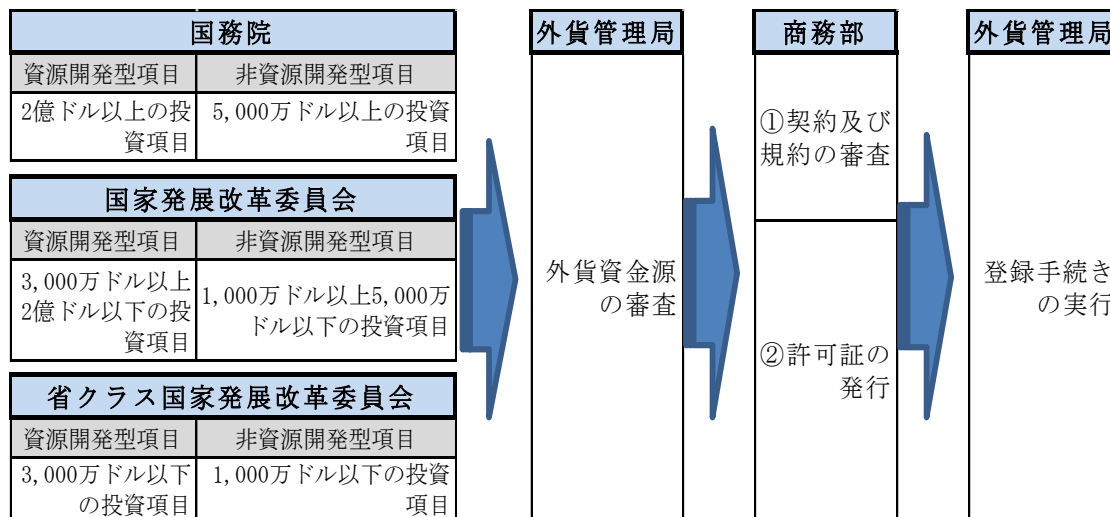 国務院
資源開発型項目 非資源開発型項目
2億ドル以上の投
資項目
5,000万ドル以上の投資
項目
国家発展改革委員会
資源開発型項目 非資源開発型項目
3,000万ドル以上
2億ドル以下の投
資項目
1,000万ドル以上5,000万
ドル以下の投資項目
省クラス国家発展改革委員会
資源開発型項目 非資源開発型項目
3,000万ドル以下
の投資項目
1,000万ドル以下の投資
項目
外貨管理局
外貨資金源
の審査
商務部
①契約及び
規約の審査
②許可証の
発行
外貨管理局
登録手続き
の実行